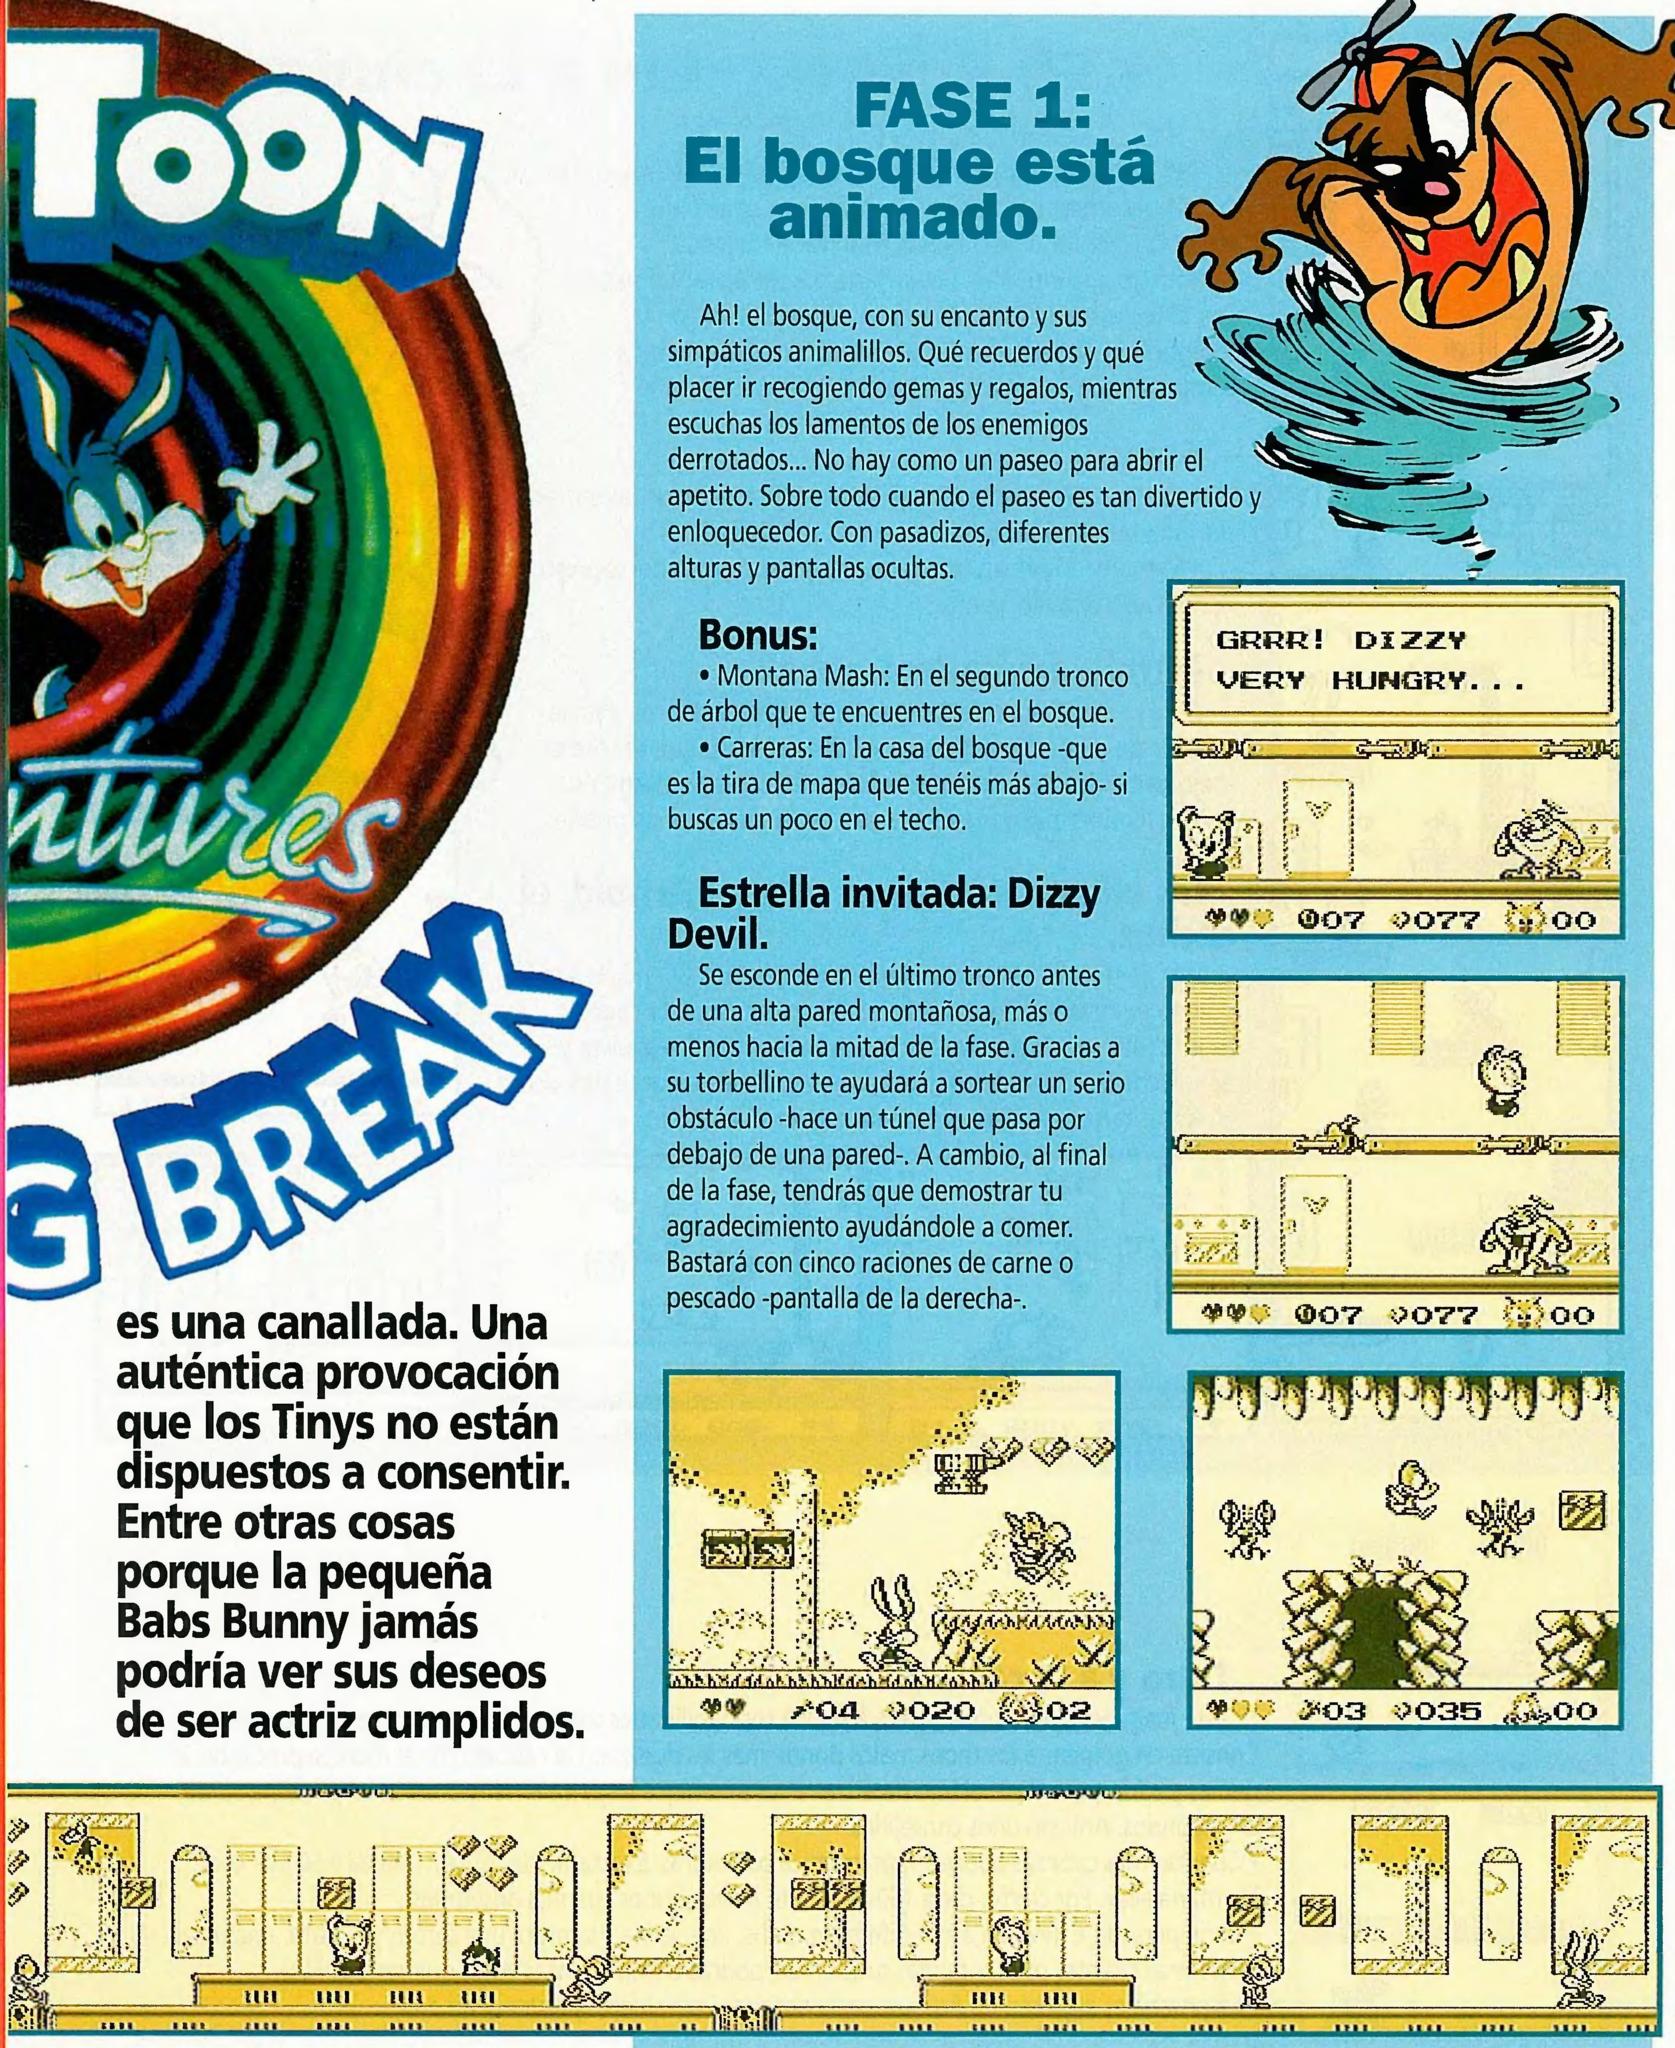 TOON
ntures
G BREAK
es una canallada. Una
auténtica provocación
que los Tinys no están
dispuestos a consentir.
Entre otras cosas
porque la pequeña
Babs Bunny jamás
podría ver sus deseos
de ser actriz cumplidos.
FASE 1:
El bosque está
animado.
Ah! el bosque, con su encanto y sus
simpáticos animalillos. Qué recuerdos y qué
placer ir recogiendo gemas y regalos, mientras
escuchas los lamentos de los enemigos
derrotados... No hay como un paseo para abrir el
apetito. Sobre todo cuando el paseo es tan divertido y
enloquecedor. Con pasadizos, diferentes
alturas y pantallas ocultas.
Bonus:
• Montana Mash: En el segundo tronco
de árbol que te encuentres en el bosque.
• Carreras: En la casa del bosque -que
es la tira de mapa que tenéis más abajo- si
buscas un poco en el techo.
Estrella invitada: Dizzy
Devil.
Se esconde en el último tronco antes
de una alta pared montañosa, más o
menos hacia la mitad de la fase. Gracias a
su torbellino te ayudará a sortear un serio
obstáculo -hace un túnel que pasa por
debajo de una pared-. A cambio, al final
de la fase, tendrás que demostrar tu
agradecimiento ayudándole a comer.
Bastará con cinco raciones de carne o
pescado -pantalla de la derecha-.
GRRR! DIZZY
VERY HUNGRY...
07 077 00
07 077 00
04 020 02
03 035 00